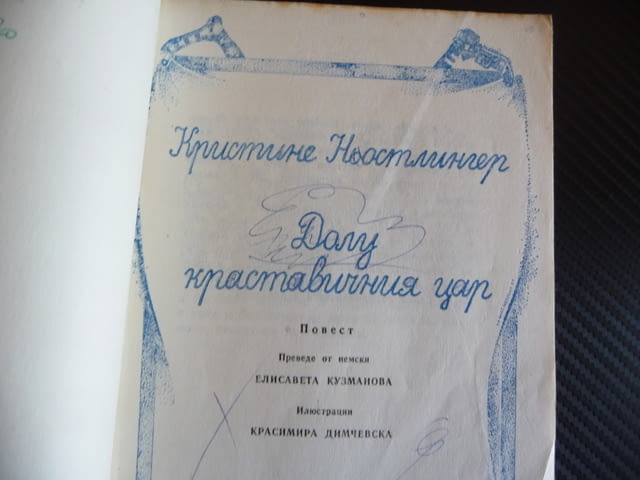 Кристине Ньостлингер
Долу
краставичния цар
Повест
Преведе от немски
ЕЛИСАВЕТА КУЗМАНОВА
Илюстрации
КРАСИМИРА ДИМЧЕВСКА